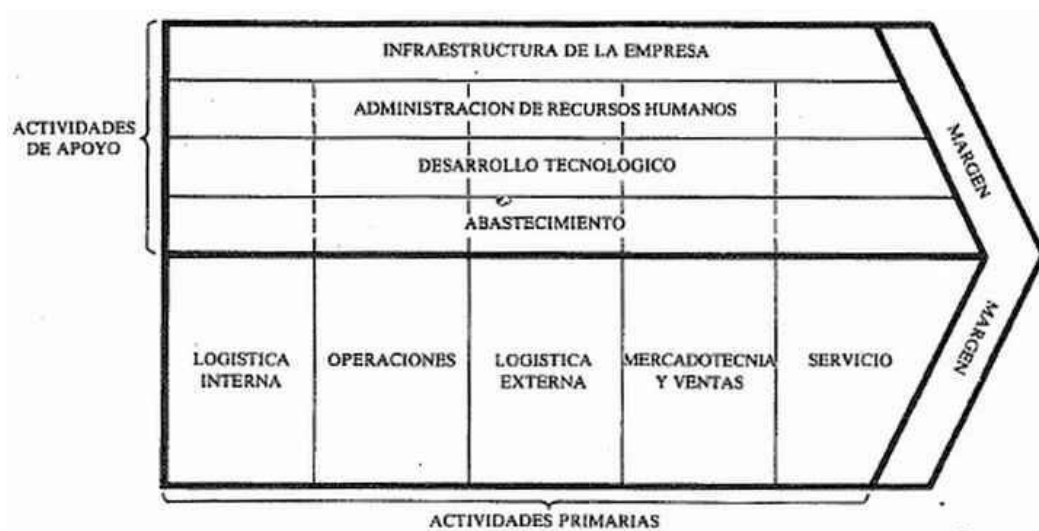 INFRAESTRUCTURA DE LA EMPRESA
ADMINISTRACION DE RECURSOS HUMANOS
ACTIVIDADES
DE APOYO
DESARROLLO TECNOLOGICO
ABASTECIMIENTO
MARGEN
LOGISTICA
INTERNA
OPERACIONES
LOGISTICA
EXTERNA
MERCADOTECNIA
Y VENTAS
SERVICIO
MARGEN
ACTIVIDADES PRIMARIAS